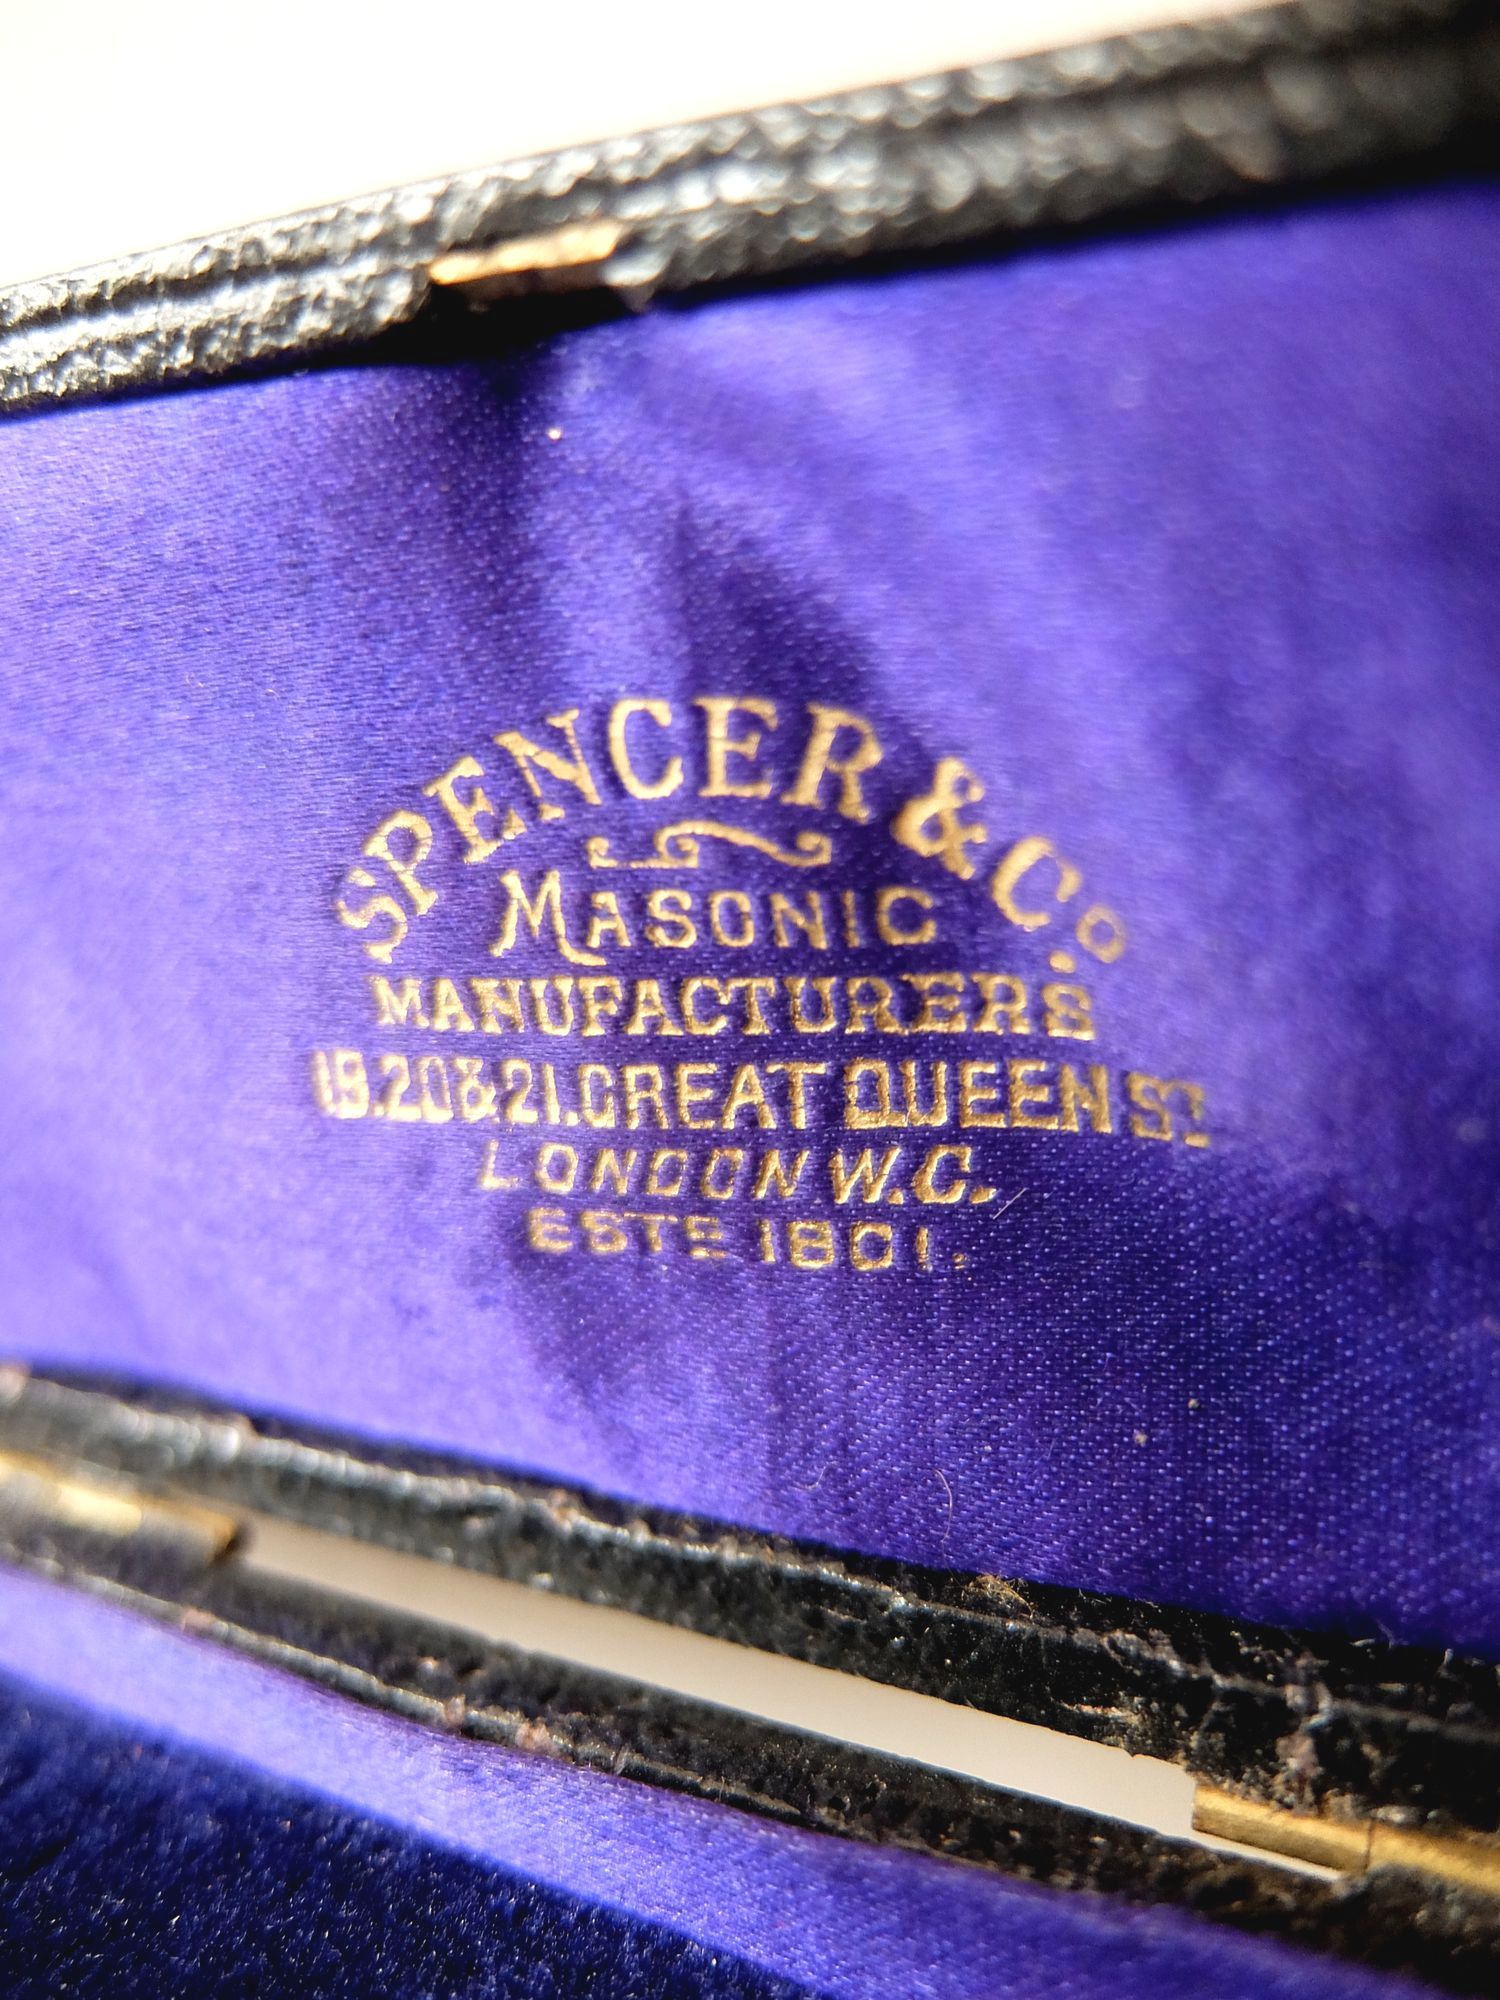 SPENCER & Co.
MASONIC
MANUFACTURERS
19.20 & 21. GREAT QUEEN ST.
LONDON W.C.
ESTD 1801.